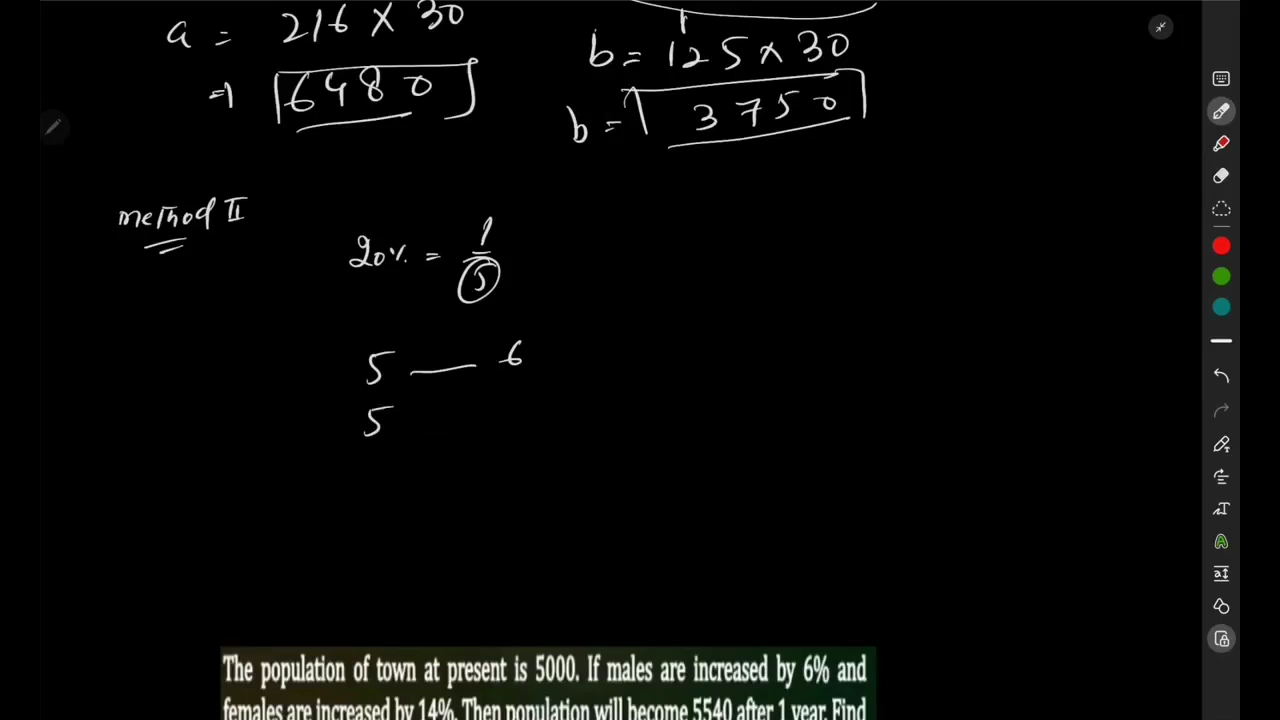 a = 216 × 30
⇒ 6480
b = 125 × 30
b = 3750
method II
20% = 1/5
5 — 6
5
The population of town at present is 5000. If males are increased by 6% and
females are increased by 14%. Then population will become 5540 after 1 year. Find